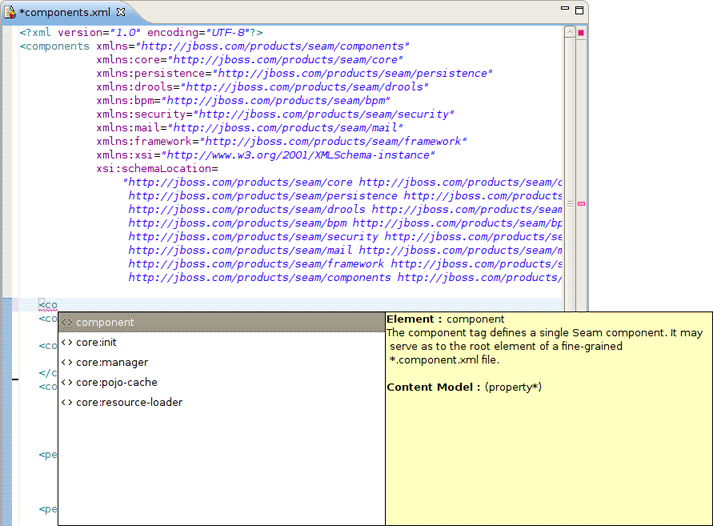 *components.xml
<?xml version="1.0" encoding="UTF-8"?>
<components xmlns="http://jboss.com/products/seam/components"
xmlns:core="http://jboss.com/products/seam/core"
xmlns:persistence="http://jboss.com/products/seam/persistence"
xmlns:drools="http://jboss.com/products/seam/drools"
xmlns:bpm="http://jboss.com/products/seam/bpm"
xmlns:security="http://jboss.com/products/seam/security"
xmlns:mail="http://jboss.com/products/seam/mail"
xmlns:framework="http://jboss.com/products/seam/framework"
xmlns:xsi="http://www.w3.org/2001/XMLSchema-instance"
xsi:schemaLocation=
"http://jboss.com/products/seam/core http://jboss.com/products/seam/c
http://jboss.com/products/seam/persistence http://jboss.com/products
http://jboss.com/products/seam/drools http://jboss.com/products/seam
http://jboss.com/products/seam/bpm http://jboss.com/products/seam/bp
http://jboss.com/products/seam/security http://jboss.com/products/se
http://jboss.com/products/seam/mail http://jboss.com/products/seam/m
http://jboss.com/products/seam/framework http://jboss.com/products/s
http://jboss.com/products/seam/components http://jboss.com/products/
<co
<co
<co
</c
<co
<pe
<pe
<> component
<> core:init
<> core:manager
<> core:pojo-cache
<> core:resource-loader
Element : component
The component tag defines a single Seam component. It may
serve as to the root element of a fine-grained
*.component.xml file.
Content Model : (property*)